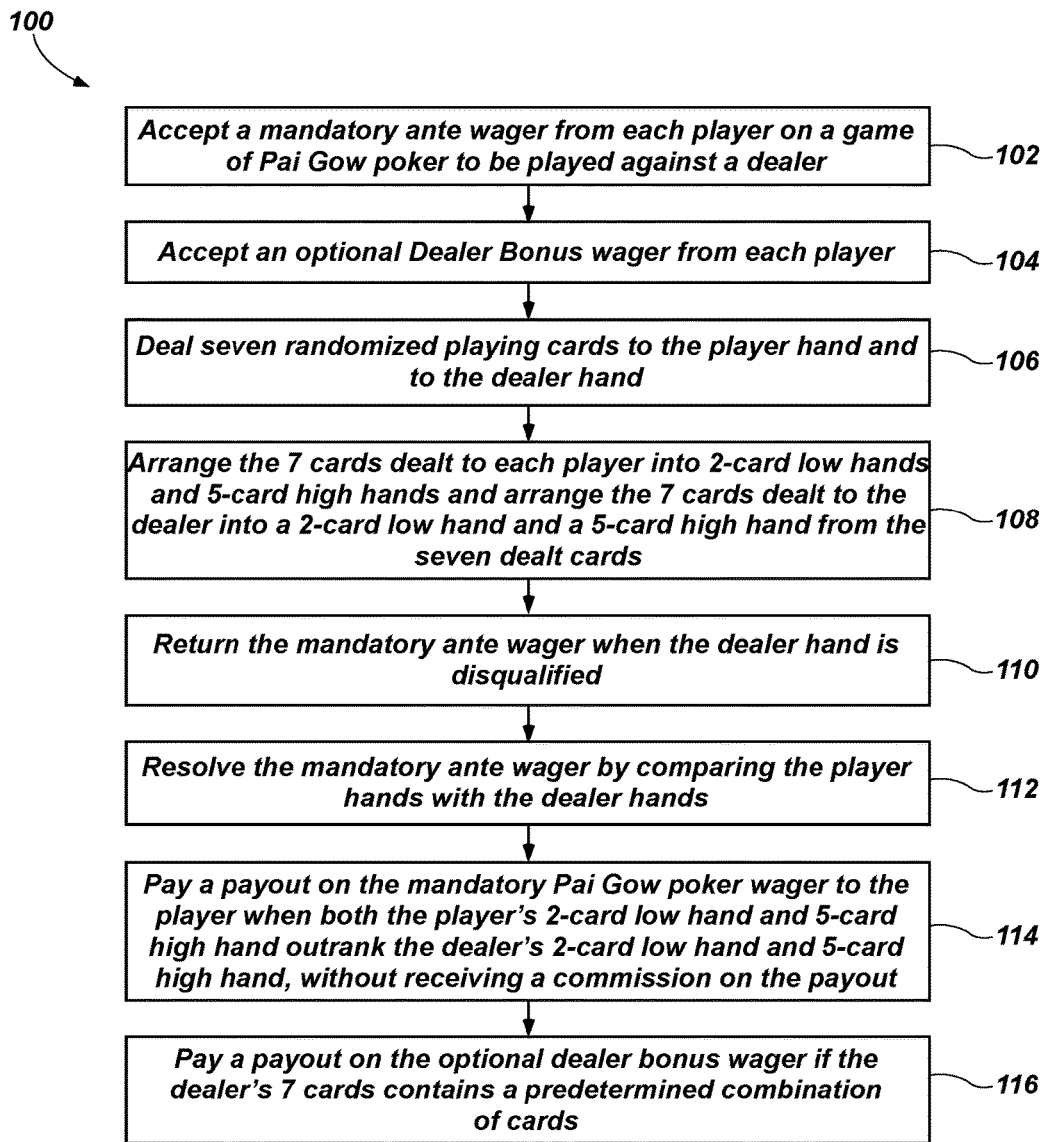 100
Accept a mandatory ante wager from each player on a game
of Pai Gow poker to be played against a dealer
102
Accept an optional Dealer Bonus wager from each player
104
Deal seven randomized playing cards to the player hand and
to the dealer hand
106
Arrange the 7 cards dealt to each player into 2-card low hands
and 5-card high hands and arrange the 7 cards dealt to the
dealer into a 2-card low hand and a 5-card high hand from the
seven dealt cards
108
Return the mandatory ante wager when the dealer hand is
disqualified
110
Resolve the mandatory ante wager by comparing the player
hands with the dealer hands
112
Pay a payout on the mandatory Pai Gow poker wager to the
player when both the player's 2-card low hand and 5-card
high hand outrank the dealer's 2-card low hand and 5-card
high hand, without receiving a commission on the payout
114
Pay a payout on the optional dealer bonus wager if the
dealer's 7 cards contains a predetermined combination
of cards
116